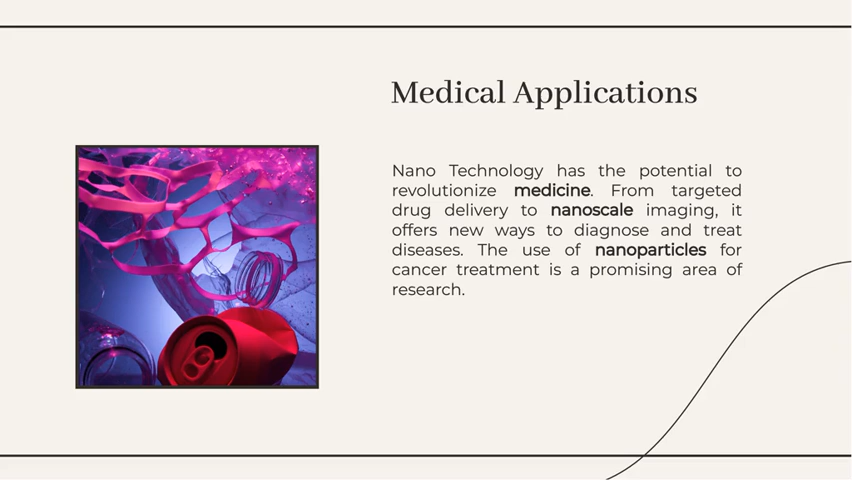 Medical Applications
Nano Technology has the potential to
revolutionize medicine. From targeted
drug delivery to nanoscale imaging, it
offers new ways to diagnose and treat
diseases. The use of nanoparticles for
cancer treatment is a promising area of
research.